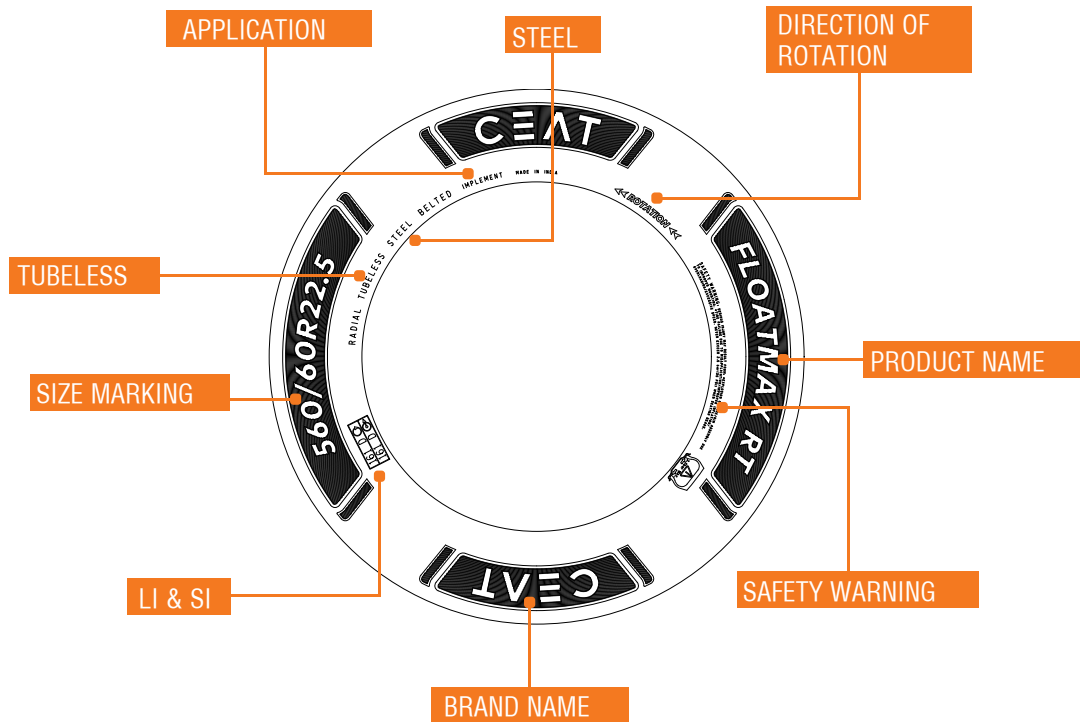 APPLICATION
STEEL
DIRECTION OF
ROTATION
CEAT
MADE IN INDIA
IMPLEMENT
RADIAL TUBELESS STEEL BELTED
ROTATION
TUBELESS
560/60R22.5
FLOATMAX RT
PRODUCT NAME
SIZE MARKING
SAFETY WARNING
LI & SI
CEAT
BRAND NAME